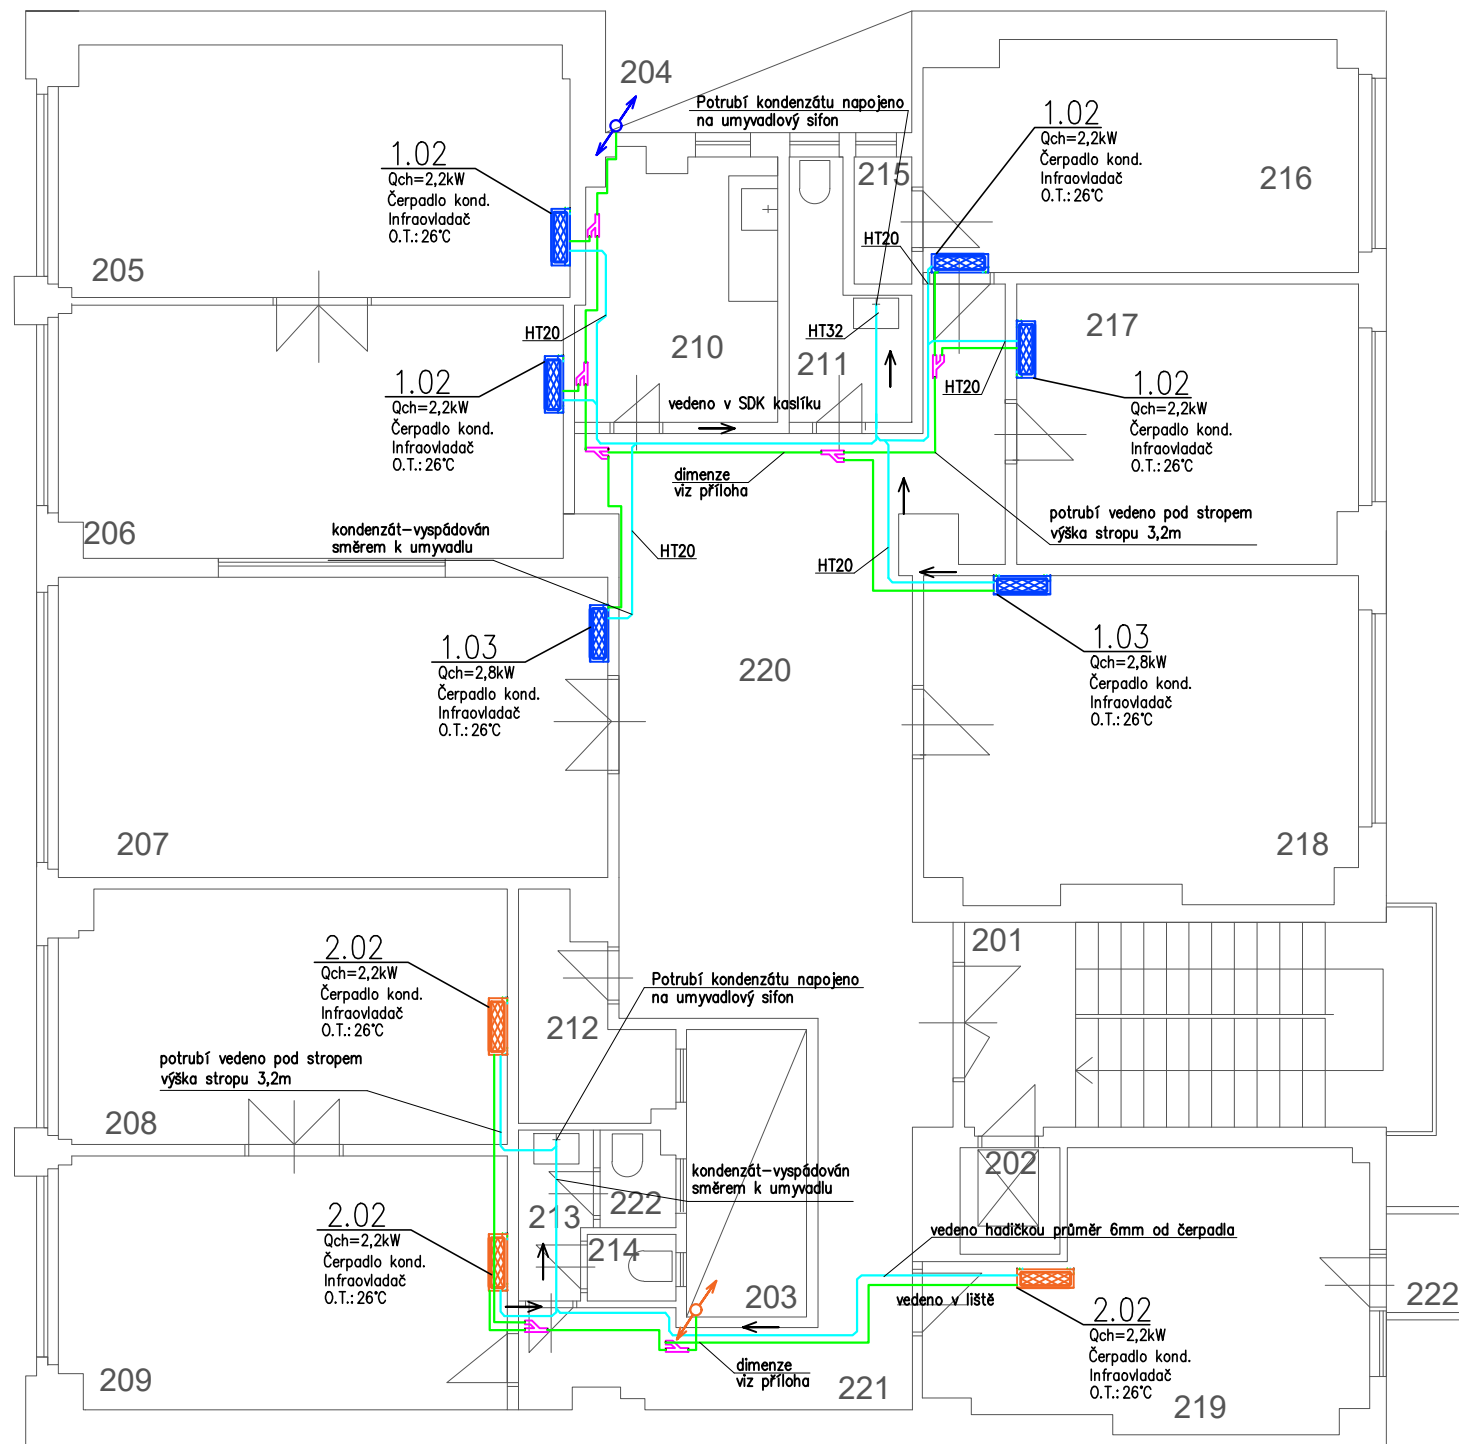 204
Potrubí kondenzátu napojeno
na umyvadlový sifon
1.02
Qch=2,2kW
Čerpadlo kond.
Infraovladač
O.T.: 26°C
1.02
Qch=2,2kW
Čerpadlo kond.
Infraovladač
O.T.: 26°C
215
216
205
HT20
HT20
HT32
210
211
217
1.02
Qch=2,2kW
Čerpadlo kond.
Infraovladač
O.T.: 26°C
HT20
1.02
Qch=2,2kW
Čerpadlo kond.
Infraovladač
O.T.: 26°C
vedeno v SDK kaslíku
dimenze
viz příloha
206
kondenzát-vyspádován
směrem k umyvadlu
HT20
HT20
potrubí vedeno pod stropem
výška stropu 3,2m
1.03
Qch=2,8kW
Čerpadlo kond.
Infraovladač
O.T.: 26°C
220
1.03
Qch=2,8kW
Čerpadlo kond.
Infraovladač
O.T.: 26°C
207
218
201
2.02
Qch=2,2kW
Čerpadlo kond.
Infraovladač
O.T.: 26°C
Potrubí kondenzátu napojeno
na umyvadlový sifon
212
potrubí vedeno pod stropem
výška stropu 3,2m
208
202
kondenzát-vyspádován
směrem k umyvadlu
222
213
214
2.02
Qch=2,2kW
Čerpadlo kond.
Infraovladač
O.T.: 26°C
vedeno hadičkou průměr 6mm od čerpadla
203
vedeno v liště
222
2.02
Qch=2,2kW
Čerpadlo kond.
Infraovladač
O.T.: 26°C
dimenze
viz příloha
209
221
219